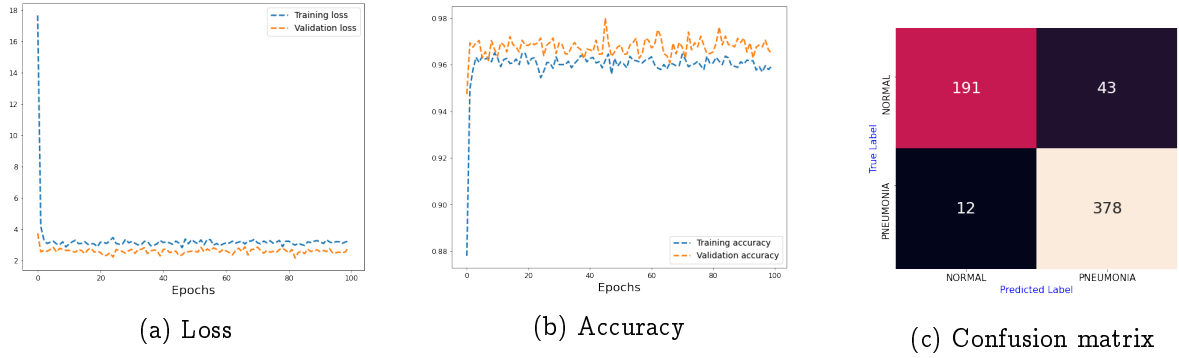 18
16
14
12
10
8
6
4
2
0
20
40
60
80
100
Training loss
Validation loss
Epochs
(a) Loss
0.98
0.96
0.94
0.92
0.90
0.88
0
20
40
60
80
100
Training accuracy
Validation accuracy
Epochs
(b) Accuracy
True Label
NORMAL
191
43
PNEUMONIA
12
378
NORMAL
PNEUMONIA
Predicted Label
(c) Confusion matrix